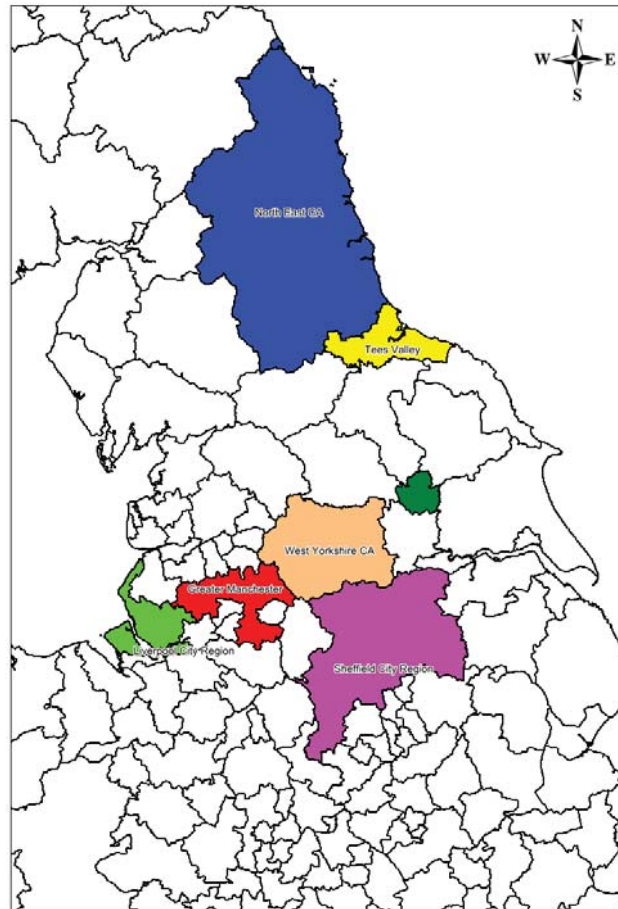 N
W E
S
North East CA
Tees Valley
West Yorkshire CA
Greater Manchester
Liverpool City Region
Sheffield City Region